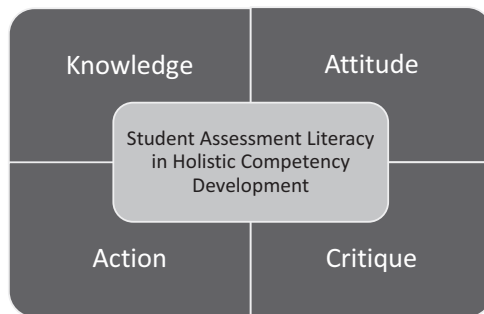 Knowledge
Attitude
Student Assessment Literacy
in Holistic Competency
Development
Action
Critique